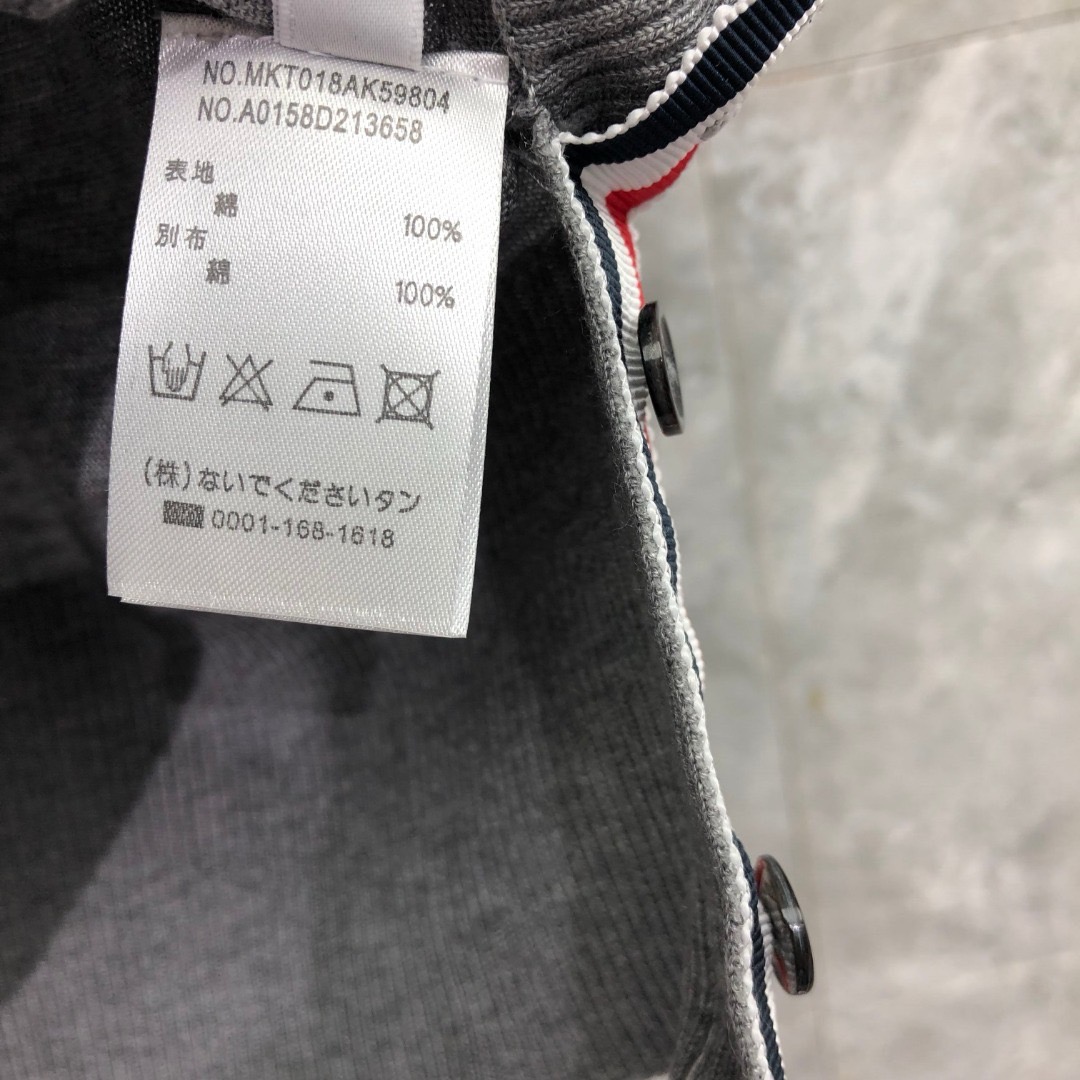 NO.MKT018AK59804
NO.A0158D213658
表地
綿 100%
別布
綿 100%
(株)ないでくださいタン
0001-168-1618